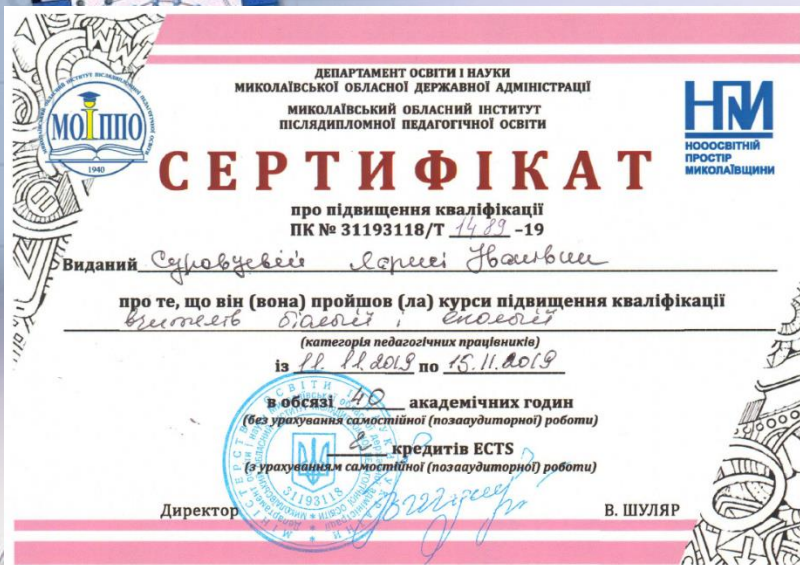 ДЕПАРТАМЕНТ ОСВІТИ І НАУКИ
МИКОЛАЇВСЬКОЇ ОБЛАСНОЇ ДЕРЖАВНОЇ АДМІНІСТРАЦІЇ
МИКОЛАЇВСЬКИЙ ОБЛАСНИЙ ІНСТИТУТ
ПІСЛЯДИПЛОМНОЇ ПЕДАГОГІЧНОЇ ОСВІТИ
МОІППО
1940
НПМ
НОООСВІТНІЙ
ПРОСТІР
МИКОЛАЇВЩИНИ
СЕРТИФІКАТ
про підвищення кваліфікації
ПК № 31193118/Т 1489 –19
Виданий Суровцевій Ларисі Іванівни
про те, що він (вона) пройшов (ла) курси підвищення кваліфікації
вчителів біології і екології
(категорія педагогічних працівників)
із 11.11.2019 по 15.11.2019
в обсязі 40 академічних годин
(без урахування самостійної (позааудиторної) роботи)
кредитів ECTS
(з урахуванням самостійної (позааудиторної) роботи)
31193118
Директор В. ШУЛЯР